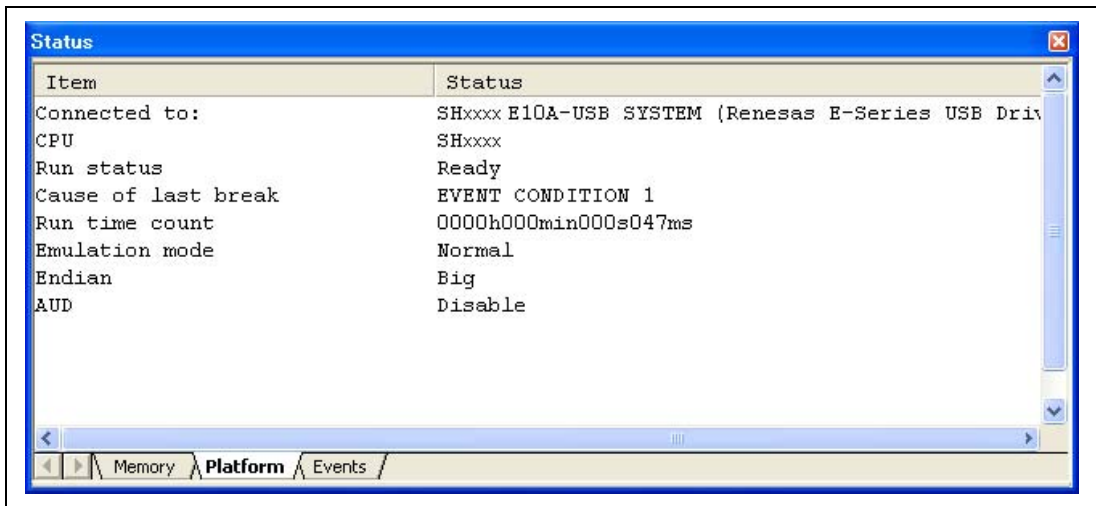 Status
Item Status
Connected to: SHxxxx E10A-USB SYSTEM (Renesas E-Series USB
CPU SHxxxx
Run status Ready
Cause of last break EVENT CONDITION 1
Run time count 0000h000min000s047ms
Emulation mode Normal
Endian Big
AUD Disable
Memory Platform Events